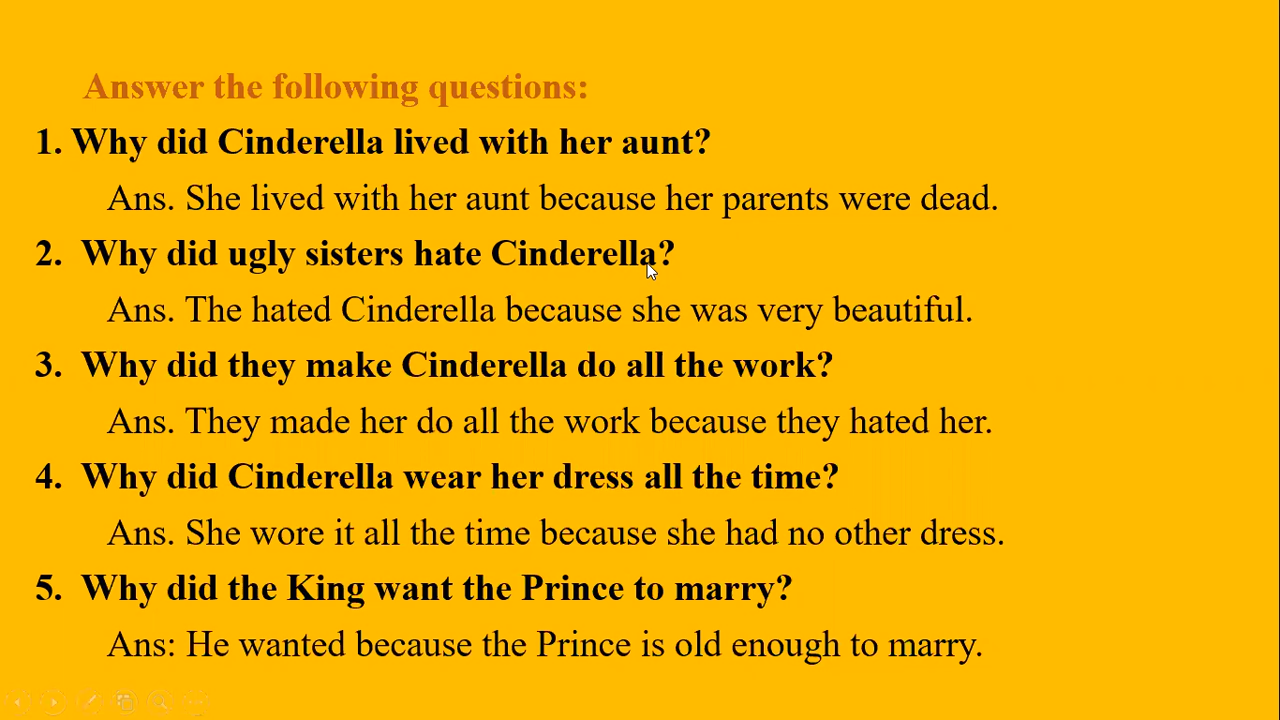 Answer the following questions:
1. Why did Cinderella lived with her aunt?
Ans. She lived with her aunt because her parents were dead.
2. Why did ugly sisters hate Cinderella?
Ans. The hated Cinderella because she was very beautiful.
3. Why did they make Cinderella do all the work?
Ans. They made her do all the work because they hated her.
4. Why did Cinderella wear her dress all the time?
Ans. She wore it all the time because she had no other dress.
5. Why did the King want the Prince to marry?
Ans: He wanted because the Prince is old enough to marry.